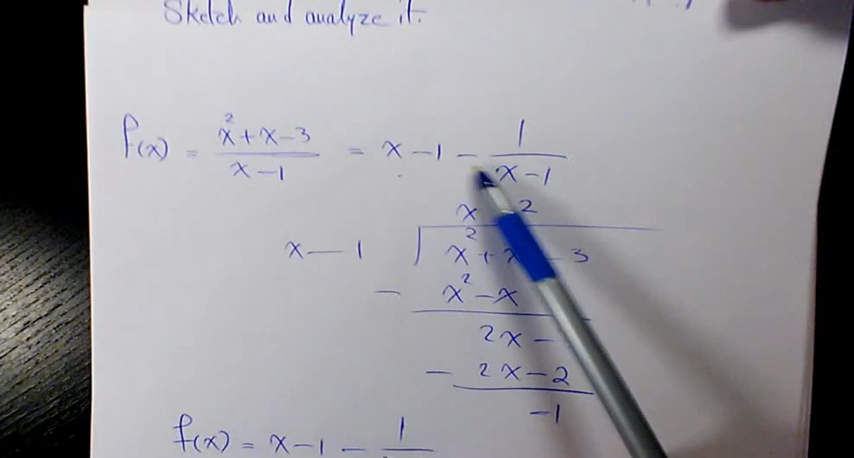 Sketch and analyze it.
f(x) = x²+x-3 / x-1 = x-1 - 1 / x-1
x 2
x-1 x² + x - 3
- x² - x
2x -
- 2x-2
-1
f(x) = x-1 - 1